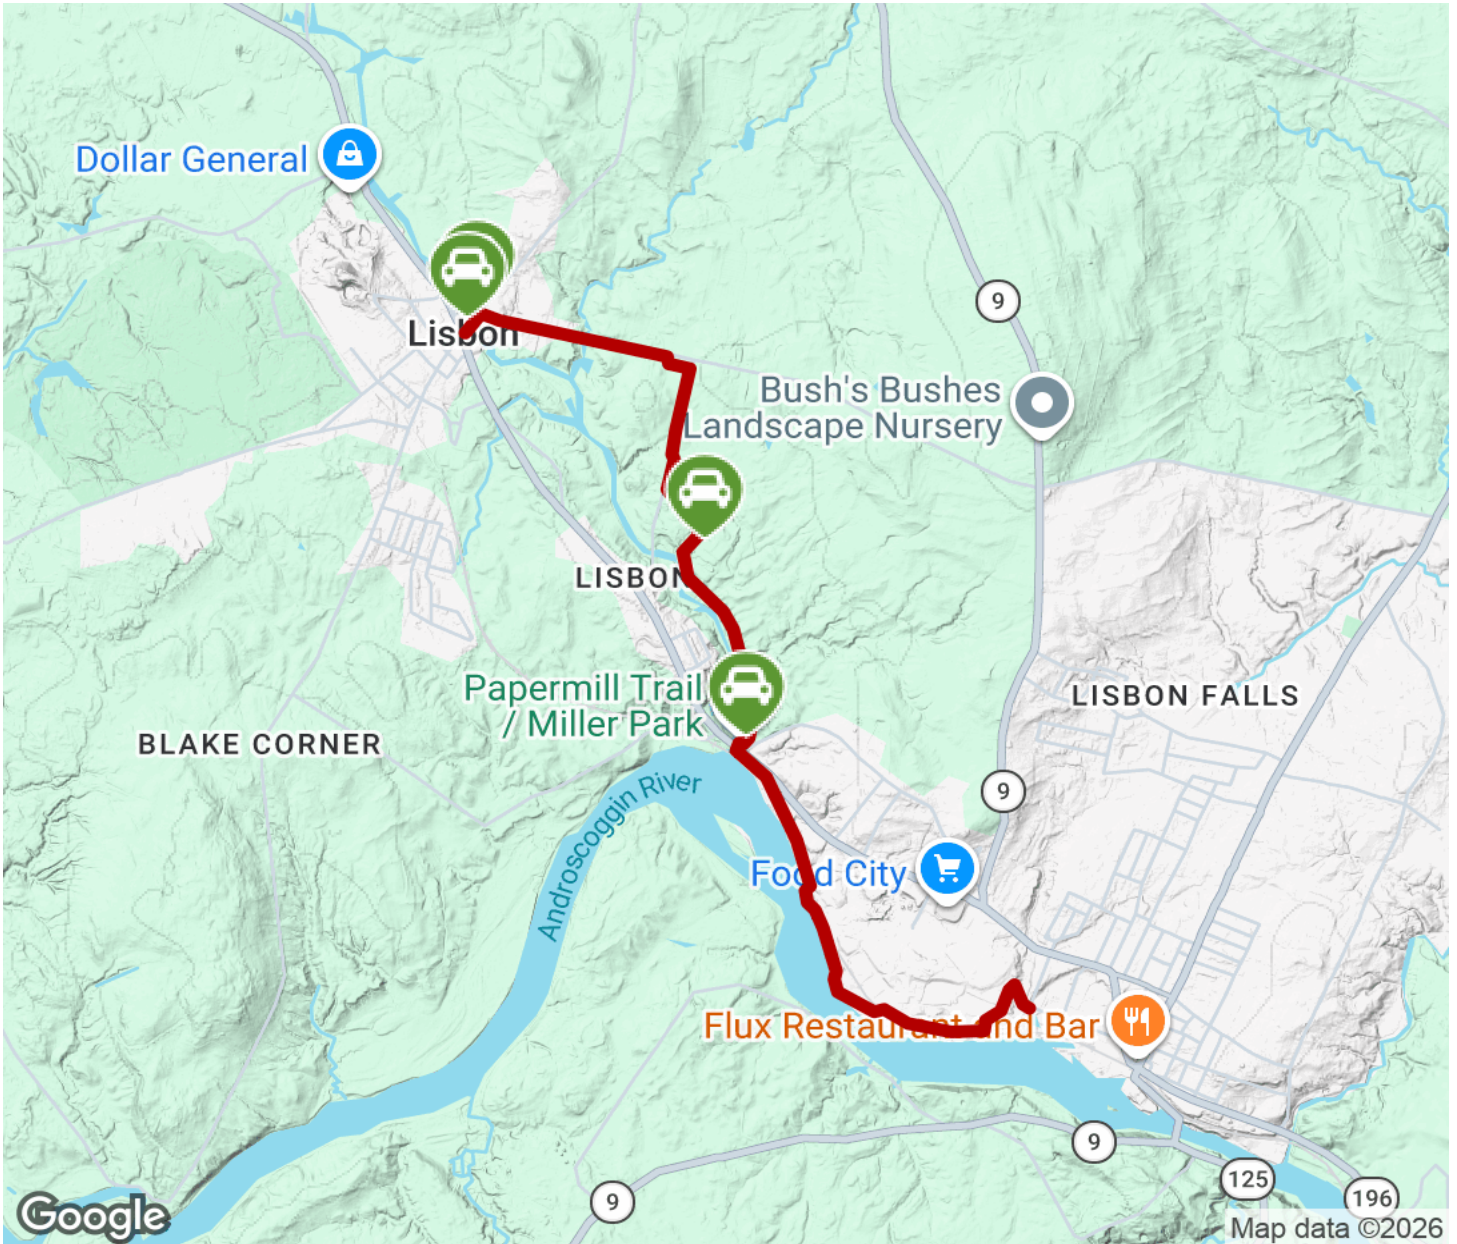 Dollar General
Lisbon
9
Bush's Bushes
Landscape Nursery
LISBON
Papermill Trail
/ Miller Park
LISBON FALLS
BLAKE CORNER
Androscoggin River
9
Food City
Flux Restaurant and Bar
9
125
9
196
Google
Map data ©2026